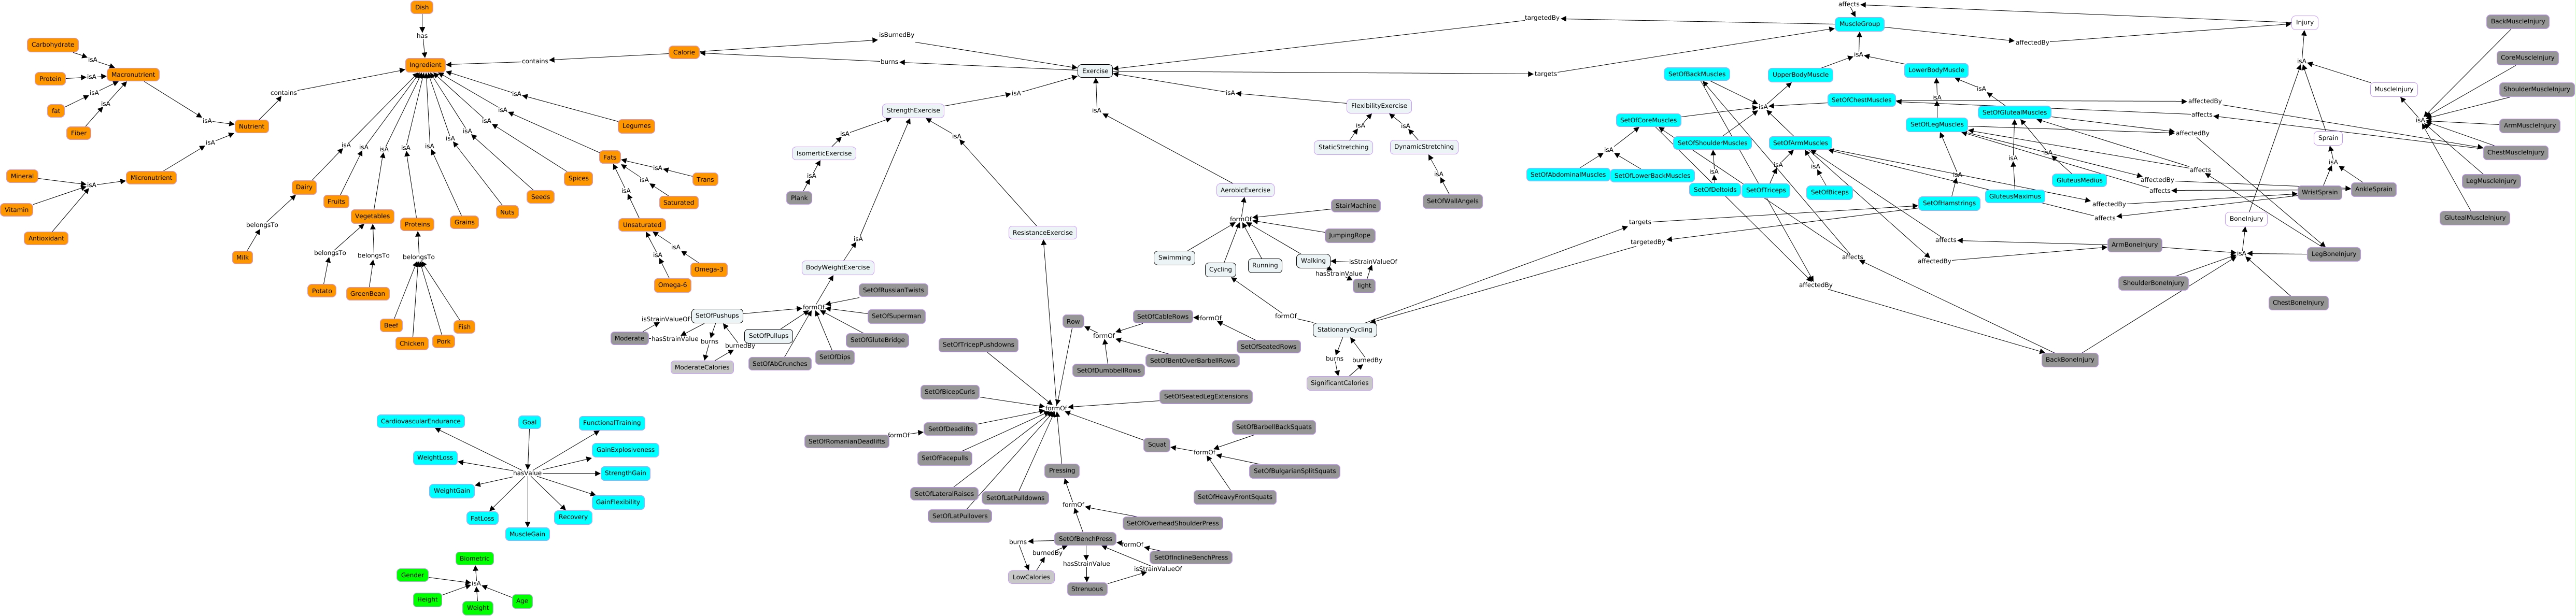 Dish
has
Carbohydrate
isA
Macronutrient
Protein
isA
fat
isA
isA
Fiber
Ingredient
contains
Calorie
isBurnedBy
burns
contains
isA
Nutrient
isA
Mineral
Micronutrient
isA
Vitamin
Antioxidant
isA
isA
isA
isA
isA
isA
isA
isA
isA
Legumes
Dairy
Fruits
Vegetables
Proteins
Grains
Nuts
Seeds
Spices
Fats
isA
Trans
isA
Saturated
isA
Unsaturated
isA
Omega-3
isA
Omega-6
belongsTo
Milk
belongsTo
Potato
belongsTo
GreenBean
belongsTo
Beef
Chicken
Pork
Fish
Exercise
isA
StrengthExercise
isA
IsomerticExercise
isA
Plank
isA
isA
isA
FlexibilityExercise
isA
isA
StaticStretching
DynamicStretching
isA
SetOfWallAngels
AerobicExercise
formOf
StairMachine
JumpingRope
Swimming
Cycling
Running
Walking
isStrainValueOf
hasStrainValue
light
ResistanceExercise
isA
BodyWeightExercise
formOf
SetOfRussianTwists
SetOfSuperman
SetOfGluteBridge
SetOfDips
SetOfAbCrunches
SetOfPullups
SetOfPushups
isStrainValueOf
hasStrainValue
Moderate
burns
burnedBy
ModerateCalories
formOf
StationaryCycling
burns
burnedBy
SignificantCalories
targets
targetedBy
Row
formOf
SetOfCableRows
formOf
SetOfSeatedRows
SetOfBentOverBarbellRows
SetOfDumbbellRows
SetOfTricepPushdowns
SetOfBicepCurls
formOf
SetOfSeatedLegExtensions
SetOfDeadlifts
formOf
SetOfRomanianDeadlifts
SetOfFacepulls
SetOfLateralRaises
SetOfLatPullovers
SetOfLatPulldowns
Squat
formOf
SetOfBarbellBackSquats
SetOfBulgarianSplitSquats
SetOfHeavyFrontSquats
Pressing
formOf
SetOfOverheadShoulderPress
SetOfBenchPress
formOf
SetOfInclineBenchPress
burns
burnedBy
LowCalories
hasStrainValue
isStrainValueOf
Strenuous
targetedBy
targets
affects
MuscleGroup
affectedBy
Injury
isA
UpperBodyMuscle
LowerBodyMuscle
SetOfBackMuscles
isA
SetOfChestMuscles
affectedBy
affects
SetOfCoreMuscles
SetOfShoulderMuscles
SetOfArmMuscles
isA
isA
SetOfGlutealMuscles
SetOfLegMuscles
affectedBy
isA
SetOfAbdominalMuscles
SetOfLowerBackMuscles
isA
SetOfDeltoids
isA
SetOfTriceps
isA
SetOfBiceps
isA
SetOfHamstrings
isA
GluteusMaximus
isA
GluteusMedius
affects
affectedBy
affects
affectedBy
affects
affects
affectedBy
affects
affectedBy
isA
MuscleInjury
isA
BackMuscleInjury
CoreMuscleInjury
ShoulderMuscleInjury
ArmMuscleInjury
ChestMuscleInjury
LegMuscleInjury
GlutealMuscleInjury
Sprain
isA
WristSprain
AnkleSprain
BoneInjury
isA
ArmBoneInjury
LegBoneInjury
ShoulderBoneInjury
ChestBoneInjury
BackBoneInjury
CardiovascularEndurance
Goal
FunctionalTraining
WeightLoss
GainExplosiveness
hasValue
StrengthGain
WeightGain
GainFlexibility
FatLoss
Recovery
MuscleGain
Biometric
Gender
isA
Height
Weight
Age